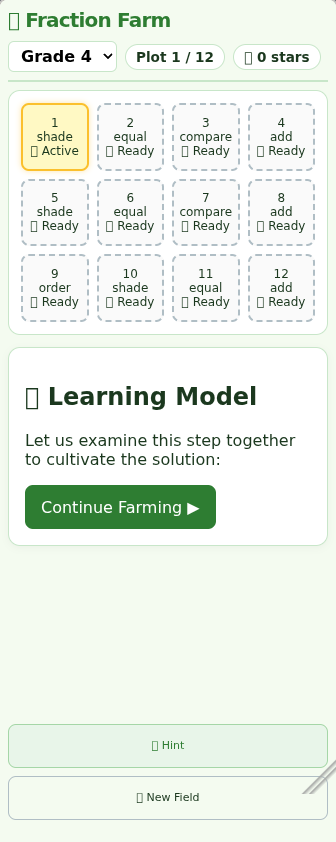 Fraction Farm
Grade 4
Plot 1 / 12
0 stars
1
shade
Active
2
equal
Ready
3
compare
Ready
4
add
Ready
5
shade
Ready
6
equal
Ready
7
compare
Ready
8
add
Ready
9
order
Ready
10
shade
Ready
11
equal
Ready
12
add
Ready
Learning Model
Let us examine this step together
to cultivate the solution:
Continue Farming ▶
Hint
New Field